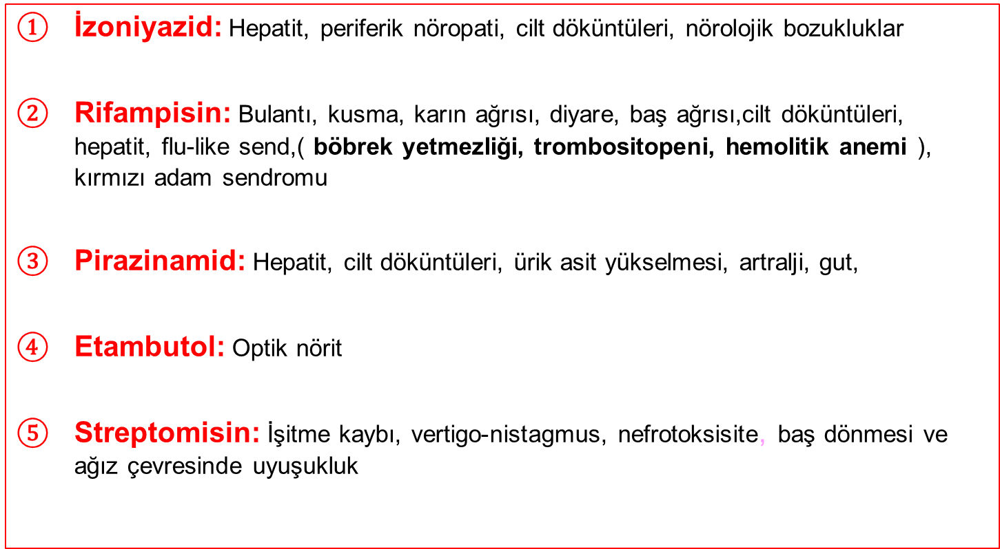 ① İzoniyazid: Hepatit, periferik nöropati, cilt döküntüleri, nörolojik bozukluklar
② Rifampisin: Bulantı, kusma, karın ağrısı, diyare, baş ağrısı,cilt döküntüleri,
hepatit, flu-like send,( böbrek yetmezliği, trombositopeni, hemolitik anemi ),
kırmızı adam sendromu
③ Pirazinamid: Hepatit, cilt döküntüleri, ürik asit yükselmesi, artralji, gut,
④ Etambutol: Optik nörit
⑤ Streptomisin: İşitme kaybı, vertigo-nistagmus, nefrotoksisite, baş dönmesi ve
ağız çevresinde uyuşukluk